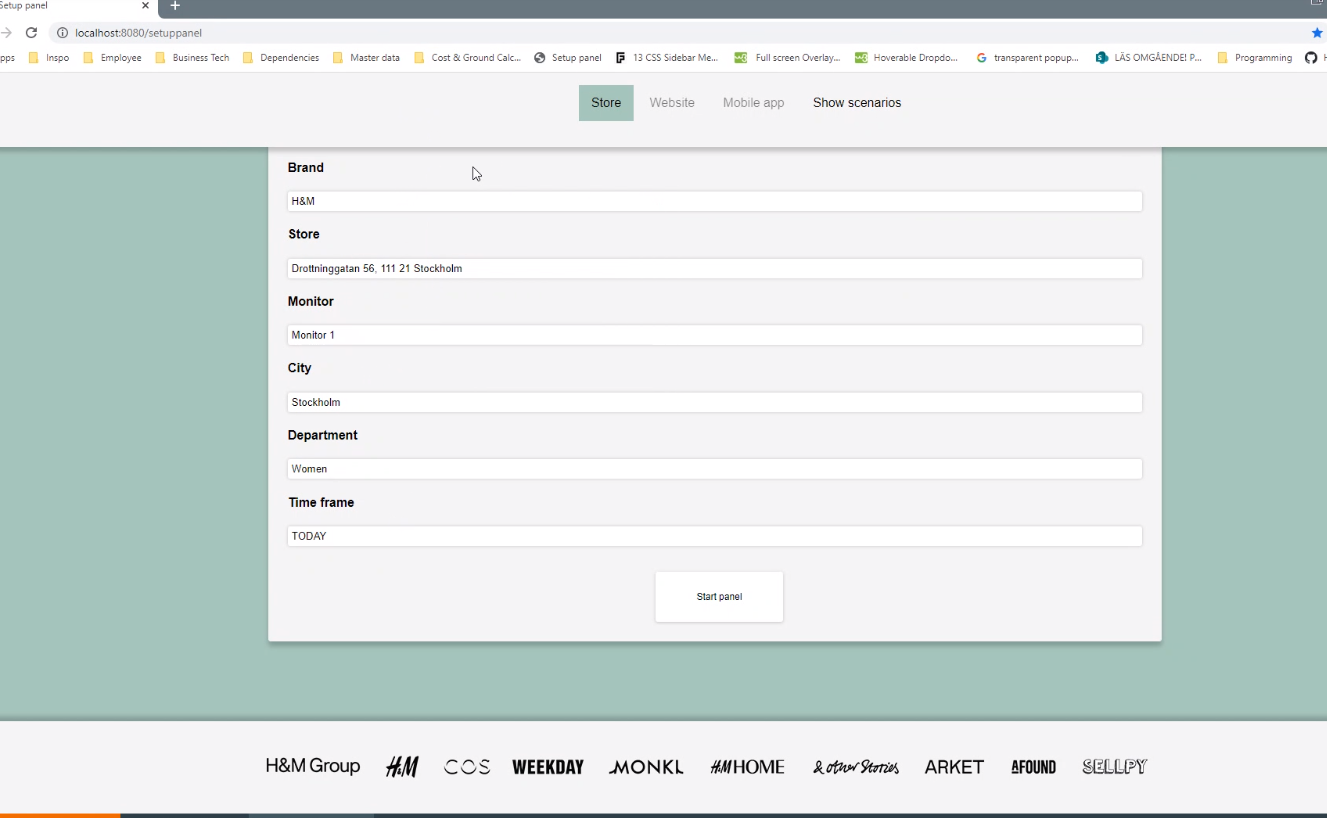 Setup panel
localhost:8080/setuppanel
pps Inspo Employee Business Tech Dependencies Master data Cost & Ground Calc... Setup panel 13 CSS Sidebar Me... Full screen Overlay... Hoverable Dropdo... transparent popup... LÄS OMGÅENDE! P... Programming
Store Website Mobile app Show scenarios
Brand
H&M
Store
Drottninggatan 56, 111 21 Stockholm
Monitor
Monitor 1
City
Stockholm
Department
Women
Time frame
TODAY
Start panel
H&M Group H&M COS WEEKDAY MONKI H&M HOME & other Stories ARKET AFOUND SELLPY